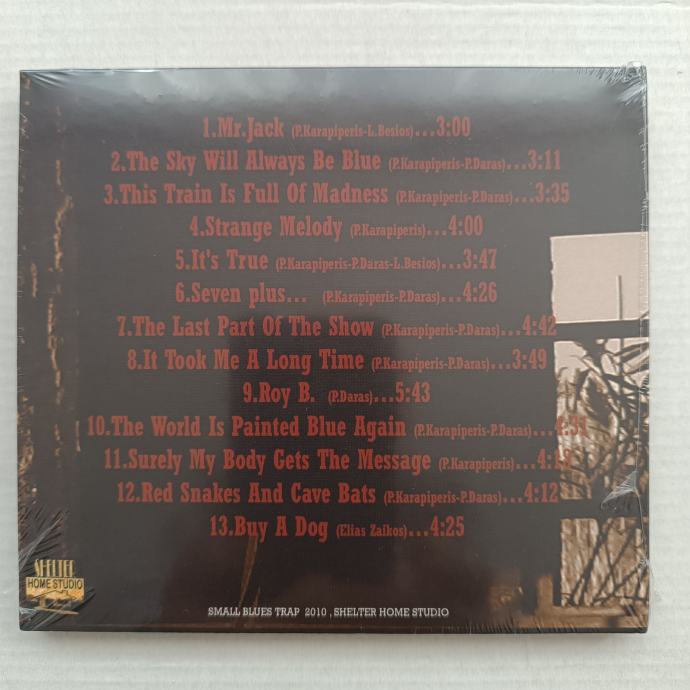 1.Mr.Jack (P.Karapiperis-L.Besios)...3:00
2.The Sky Will Always Be Blue (P.Karapiperis-P.Daras)...3:11
3.This Train Is Full Of Madness (P.Karapiperis-P.Daras)...3:35
4.Strange Melody (P.Karapiperis)...4:00
5.It's True (P.Karapiperis-P.Daras-L.Besios)...3:47
6.Seven plus... (P.Karapiperis-P.Daras)...4:26
7.The Last Part Of The Show (P.Karapiperis-P.Daras)...4:42
8.It Took Me A Long Time (P.Karapiperis-P.Daras)...3:49
9.Roy B. (P.Daras)...5:43
10.The World Is Painted Blue Again (P.Karapiperis-P.Daras)...
11.Surely My Body Gets The Message (P.Karapiperis)...
12.Red Snakes And Cave Bats (P.Karapiperis-P.Daras)...4:12
13.Buy A Dog (Elias Zaikos)...4:25
SHELTER
HOME STUDIO
SMALL BLUES TRAP 2010 , SHELTER HOME STUDIO